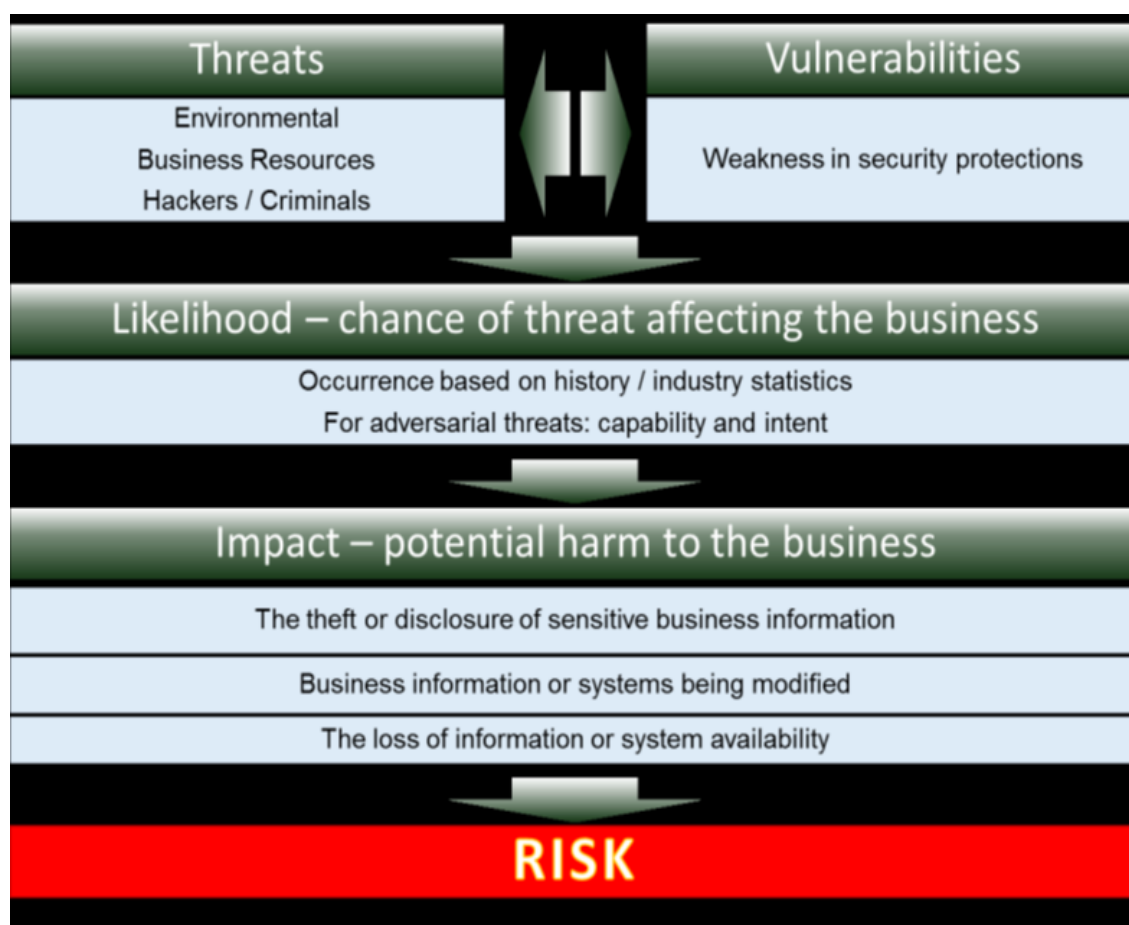 Threats
Environmental
Business Resources
Hackers / Criminals
Vulnerabilities
Weakness in security protections
Likelihood – chance of threat affecting the business
Occurrence based on history / industry statistics
For adversarial threats: capability and intent
Impact – potential harm to the business
The theft or disclosure of sensitive business information
Business information or systems being modified
The loss of information or system availability
RISK